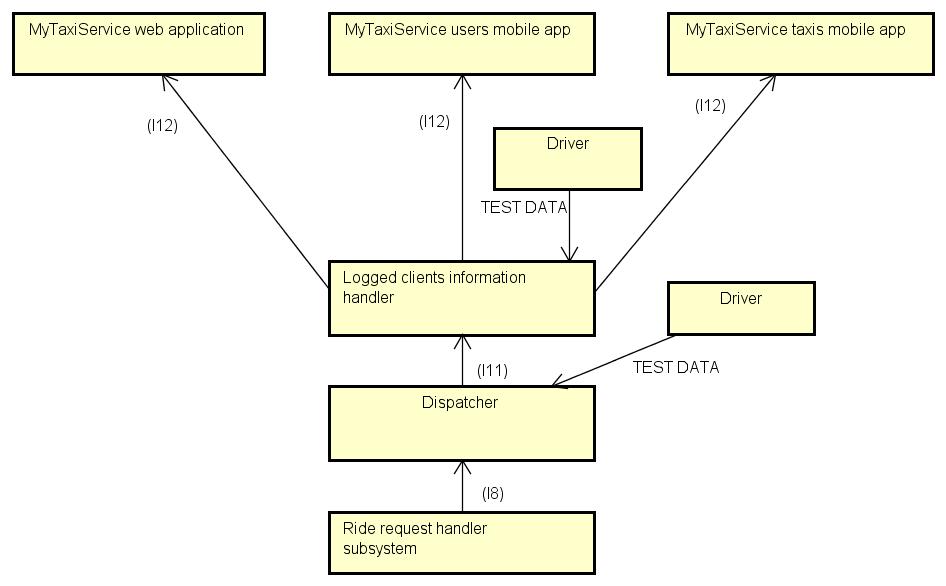 MyTaxiService web application
MyTaxiService users mobile app
MyTaxiService taxis mobile app
(I12)
(I12)
(I12)
Driver
TEST DATA
Logged clients information
handler
Driver
TEST DATA
(I11)
Dispatcher
(I8)
Ride request handler
subsystem